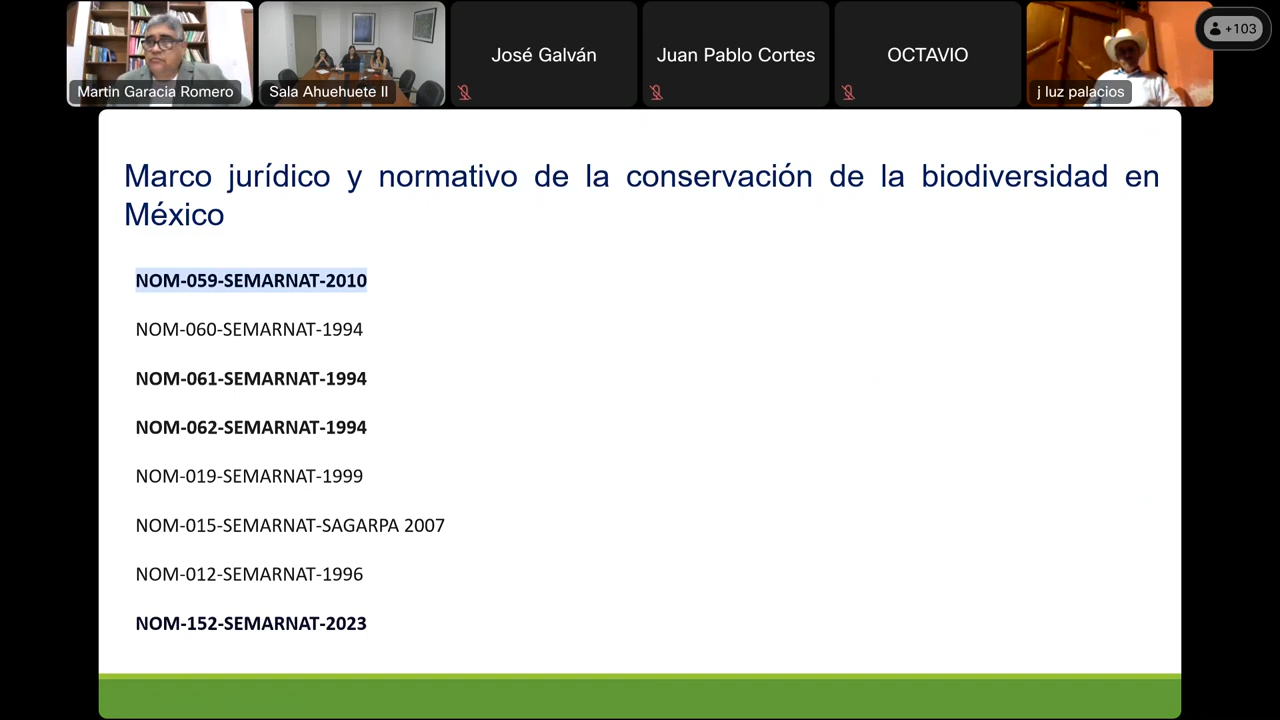 Martin Garacia Romero
Sala Ahuehuete II
José Galván
Juan Pablo Cortes
OCTAVIO
j luz palacios
+103
Marco jurídico y normativo de la conservación de la biodiversidad en
México
NOM-059-SEMARNAT-2010
NOM-060-SEMARNAT-1994
NOM-061-SEMARNAT-1994
NOM-062-SEMARNAT-1994
NOM-019-SEMARNAT-1999
NOM-015-SEMARNAT-SAGARPA 2007
NOM-012-SEMARNAT-1996
NOM-152-SEMARNAT-2023